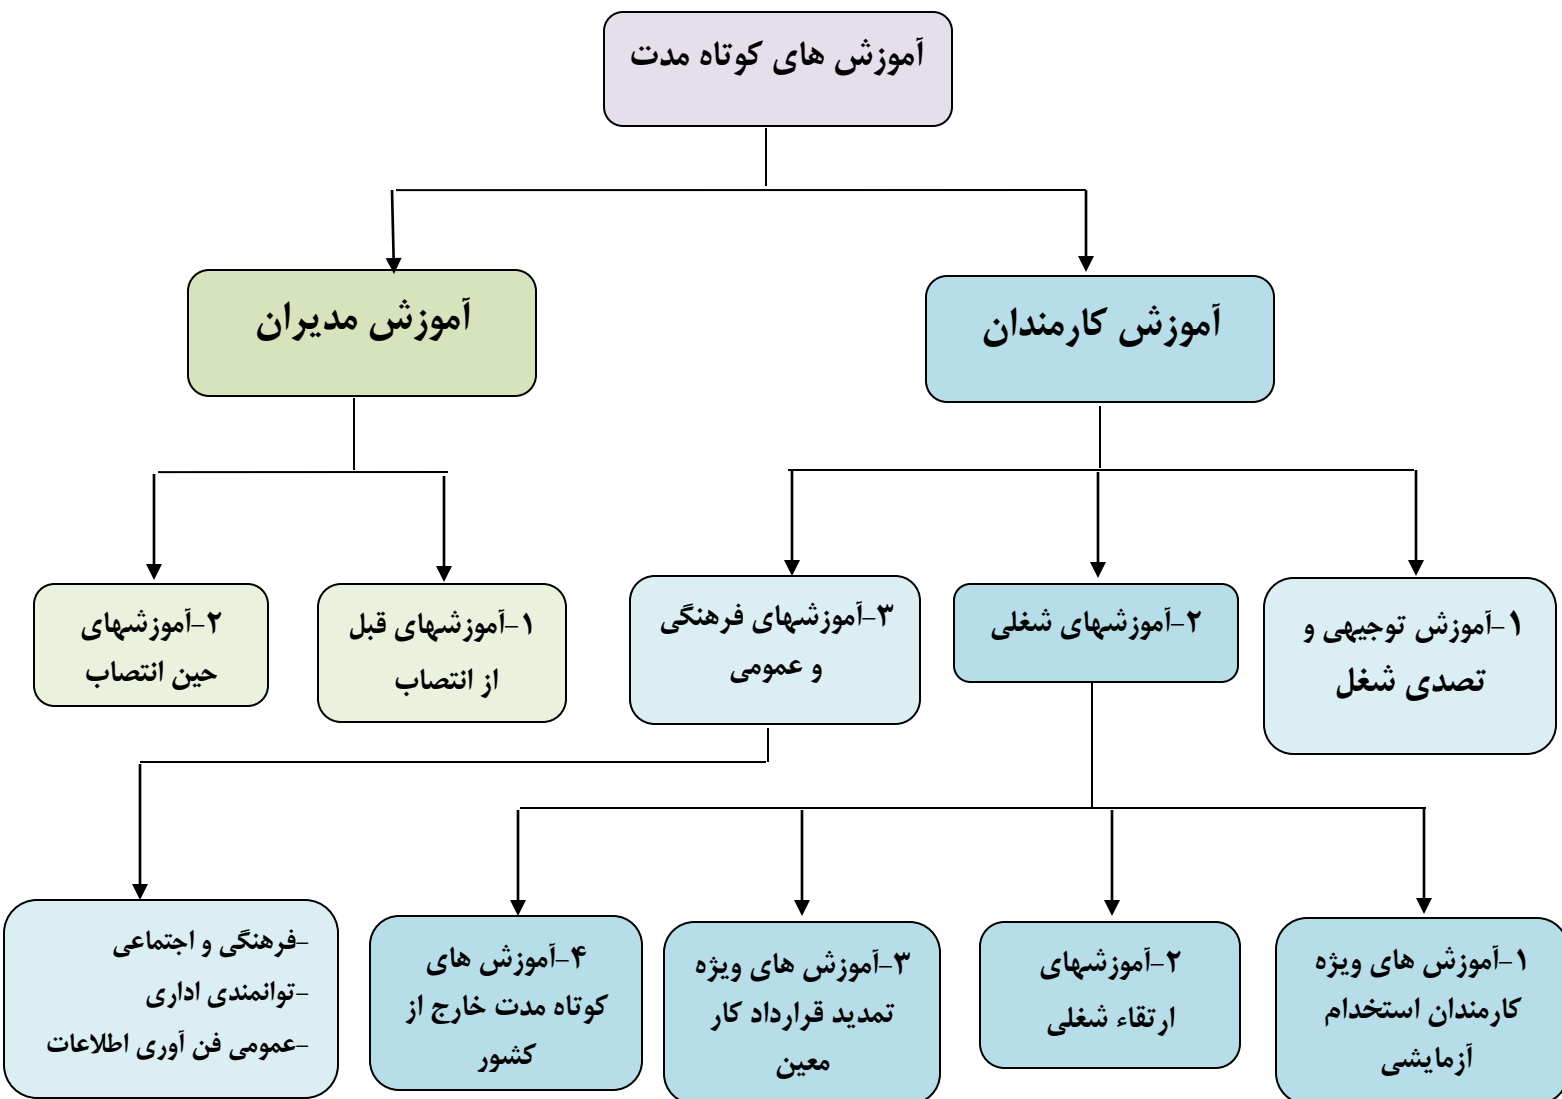 آموزش های کوتاه مدت
آموزش کارمندان
آموزش مدیران
۱-آموزش توجیهی و
تصدی شغل
۲-آموزشهای شغلی
۳-آموزشهای فرهنگی
و عمومی
۱-آموزشهای قبل
از انتصاب
۲-آموزشهای
حین انتصاب
۱-آموزش های ویژه
کارمندان استخدام
آزمایشی
۲-آموزشهای
ارتقاء شغلی
۳-آموزش های ویژه
تمدید قرارداد کار
معین
۴-آموزش های
کوتاه مدت خارج از
کشور
-فرهنگی و اجتماعی
-توانمندی اداری
-عمومی فن آوری اطلاعات